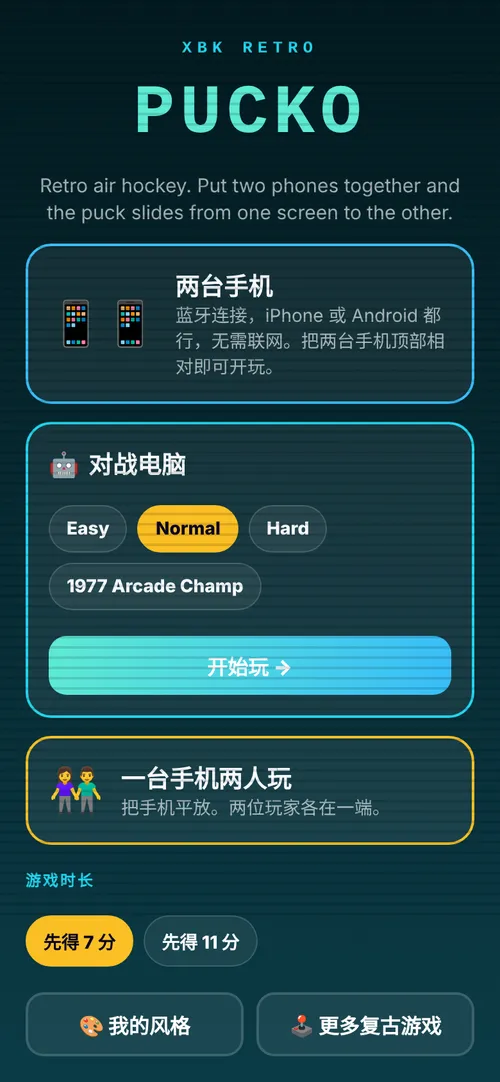 XBK RETRO
PUCKO
Retro air hockey. Put two phones together and
the puck slides from one screen to the other.
两台手机
蓝牙连接，iPhone 或 Android 都
行，无需联网。把两台手机顶部相
对即可开玩。
对战电脑
Easy
Normal
Hard
1977 Arcade Champ
开始玩 →
一台手机两人玩
把手机平放。两位玩家各在一端。
游戏时长
先得 7 分
先得 11 分
我的风格
更多复古游戏